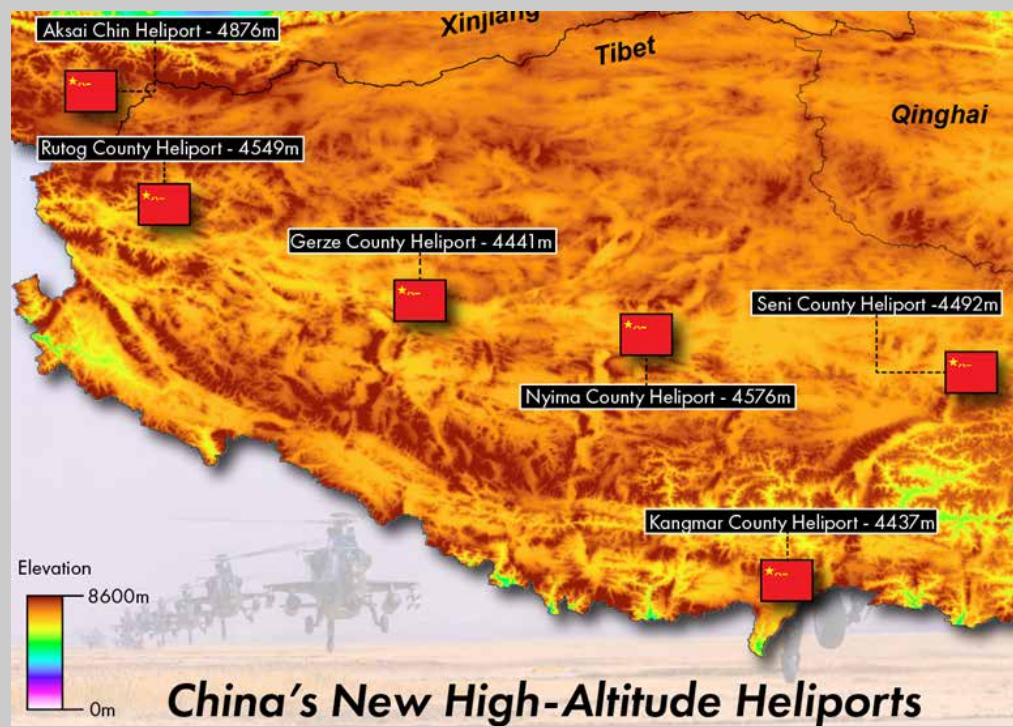 Aksai Chin Heliport - 4876m
Xinjiang
Tibet
Qinghai
Rutog County Heliport - 4549m
Gerze County Heliport - 4441m
Seni County Heliport -4492m
Nyima County Heliport - 4576m
Kangmar County Heliport - 4437m
Elevation
8600m
0m
China's New High-Altitude Heliports